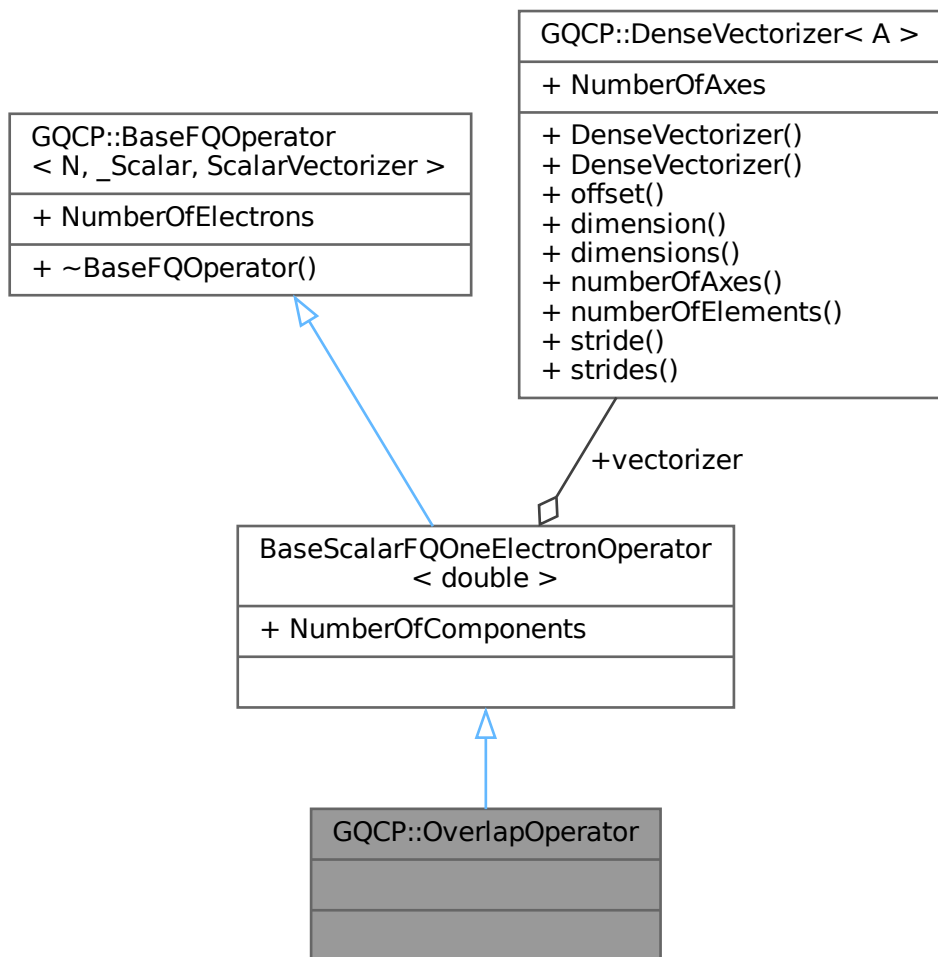 GQCP::DenseVectorizer< A >
+ NumberOfAxes
+ DenseVectorizer()
+ DenseVectorizer()
+ offset()
+ dimension()
+ dimensions()
+ numberOfAxes()
+ numberOfElements()
+ stride()
+ strides()
GQCP::BaseFQOperator
< N, _Scalar, ScalarVectorizer >
+ NumberOfElectrons
+ ~BaseFQOperator()
+vectorizer
BaseScalarFQOneElectronOperator
< double >
+ NumberOfComponents
GQCP::OverlapOperator